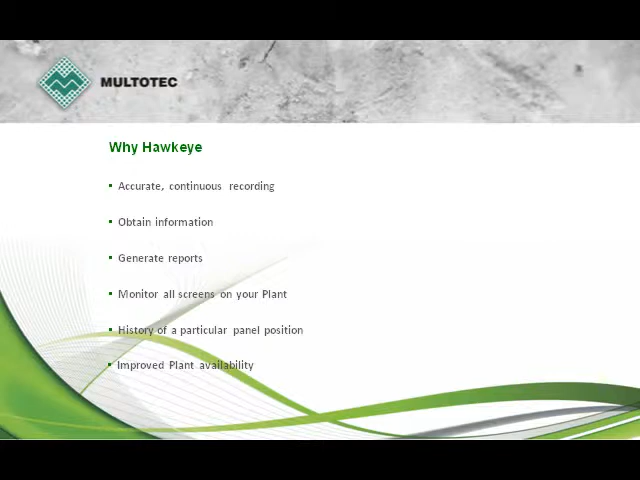 MULTOTEC
Why Hawkeye
Accurate, continuous recording
Obtain information
Generate reports
Monitor all screens on your Plant
History of a particular panel position
Improved Plant availability